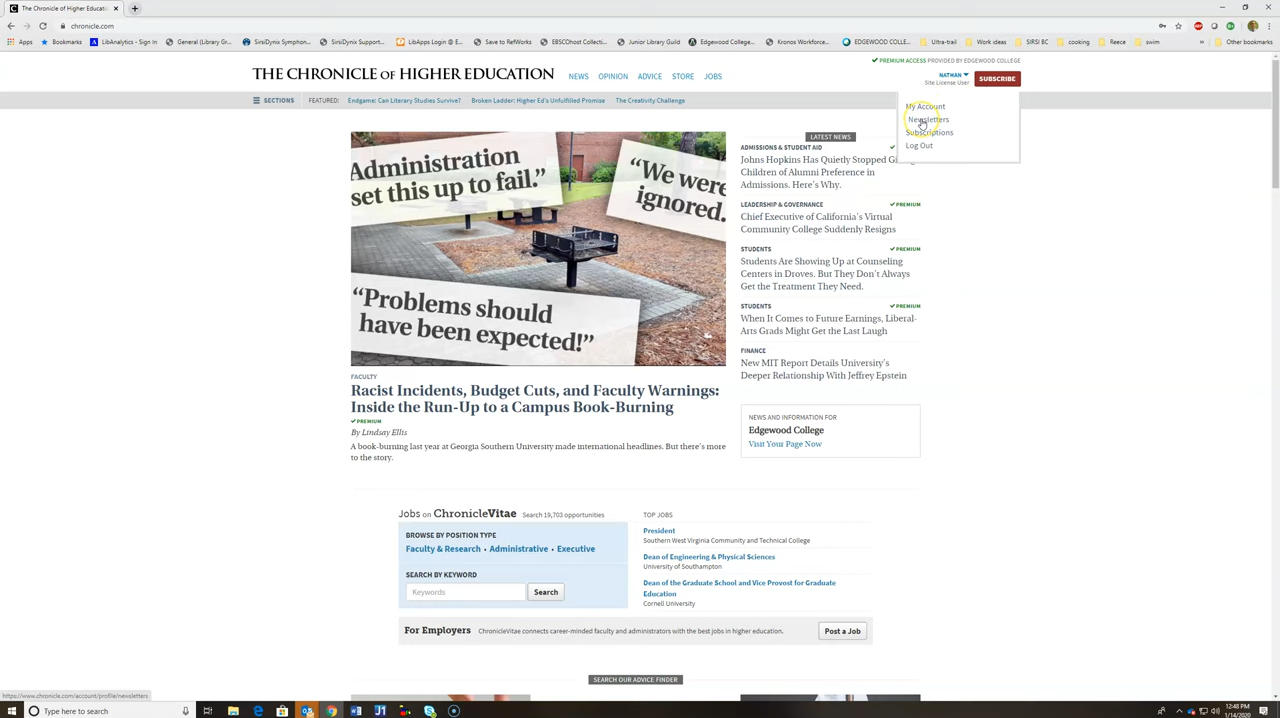 The Chronicle of Higher Educati
chronicle.com
Apps
Bookmarks
LibAnalytics - Sign In
General (Library Gr...
SirsiDynix Symphon...
SirsiDynix Support...
LibApps Login @ E...
Save to RefWorks
EBSCOhost Collecti...
Junior Library Guild
Edgewood College...
Kronos Workforce...
EDGEWOOD COLLE...
Ultra-trail
Work ideas
SIRSI BC
cooking
Reece
swim
Other bookmarks
PREMIUM ACCESS PROVIDED BY EDGEWOOD COLLEGE
THE CHRONICLE OF HIGHER EDUCATION
NEWS OPINION ADVICE STORE JOBS
NATHAN
Site License User
SUBSCRIBE
SECTIONS
FEATURED: Endgame: Can Literary Studies Survive? Broken Ladder: Higher Ed's Unfulfilled Promise The Creativity Challenge
My Account
Newsletters
Subscriptions
Log Out
Administration
set this up to fail.”
“We were
ignored.
“Problems should
have been expected!”
FACULTY
Racist Incidents, Budget Cuts, and Faculty Warnings:
Inside the Run-Up to a Campus Book-Burning
PREMIUM
By Lindsay Ellis
A book-burning last year at Georgia Southern University made international headlines. But there's more
to the story.
LATEST NEWS
ADMISSIONS & STUDENT AID
Johns Hopkins Has Quietly Stopped Gi
Children of Alumni Preference in
Admissions. Here's Why.
LEADERSHIP & GOVERNANCE
PREMIUM
Chief Executive of California's Virtual
Community College Suddenly Resigns
STUDENTS
PREMIUM
Students Are Showing Up at Counseling
Centers in Droves. But They Don't Always
Get the Treatment They Need.
STUDENTS
PREMIUM
When It Comes to Future Earnings, Liberal-
Arts Grads Might Get the Last Laugh
FINANCE
New MIT Report Details University's
Deeper Relationship With Jeffrey Epstein
NEWS AND INFORMATION FOR
Edgewood College
Visit Your Page Now
Jobs on ChronicleVitae Search 19,703 opportunities
BROWSE BY POSITION TYPE
Faculty & Research • Administrative • Executive
SEARCH BY KEYWORD
Keywords
Search
TOP JOBS
President
Southern West Virginia Community and Technical College
Dean of Engineering & Physical Sciences
University of Southampton
Dean of the Graduate School and Vice Provost for Graduate
Education
Cornell University
For Employers ChronicleVitae connects career-minded faculty and administrators with the best jobs in higher education.
Post a Job
SEARCH OUR ADVICE FINDER
https://www.chronicle.com/account/profile/newsletters
Type here to search
12:48 PM
1/14/2020